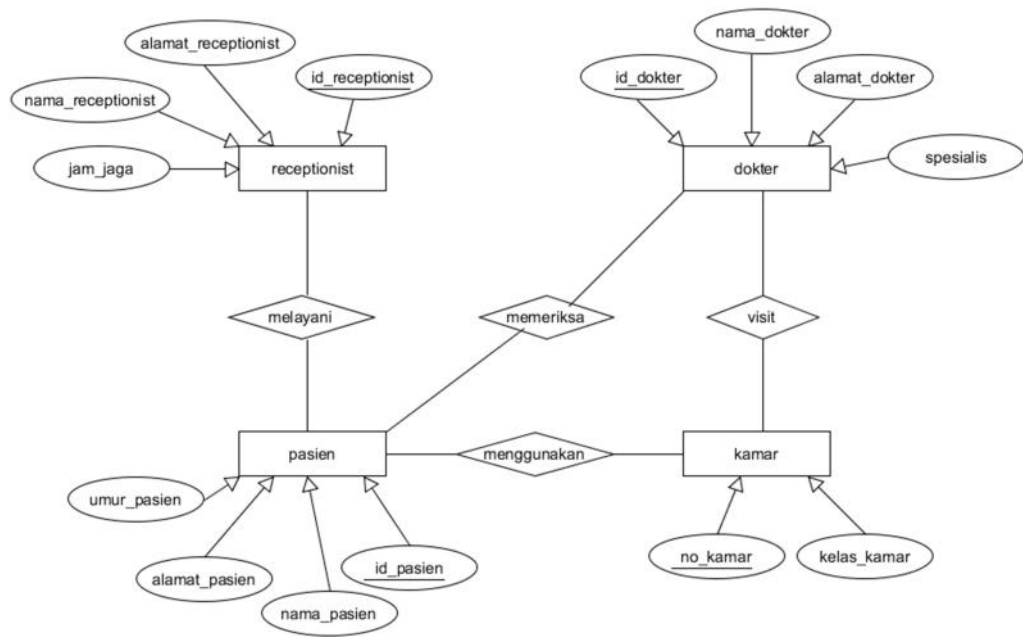 nama_dokter
alamat_receptionist
id_receptionist
id_dokter
alamat_dokter
nama_receptionist
jam_jaga
receptionist
dokter
spesialis
melayani
memeriksa
visit
pasien
menggunakan
kamar
umur_pasien
alamat_pasien
id_pasien
nama_pasien
no_kamar
kelas_kamar